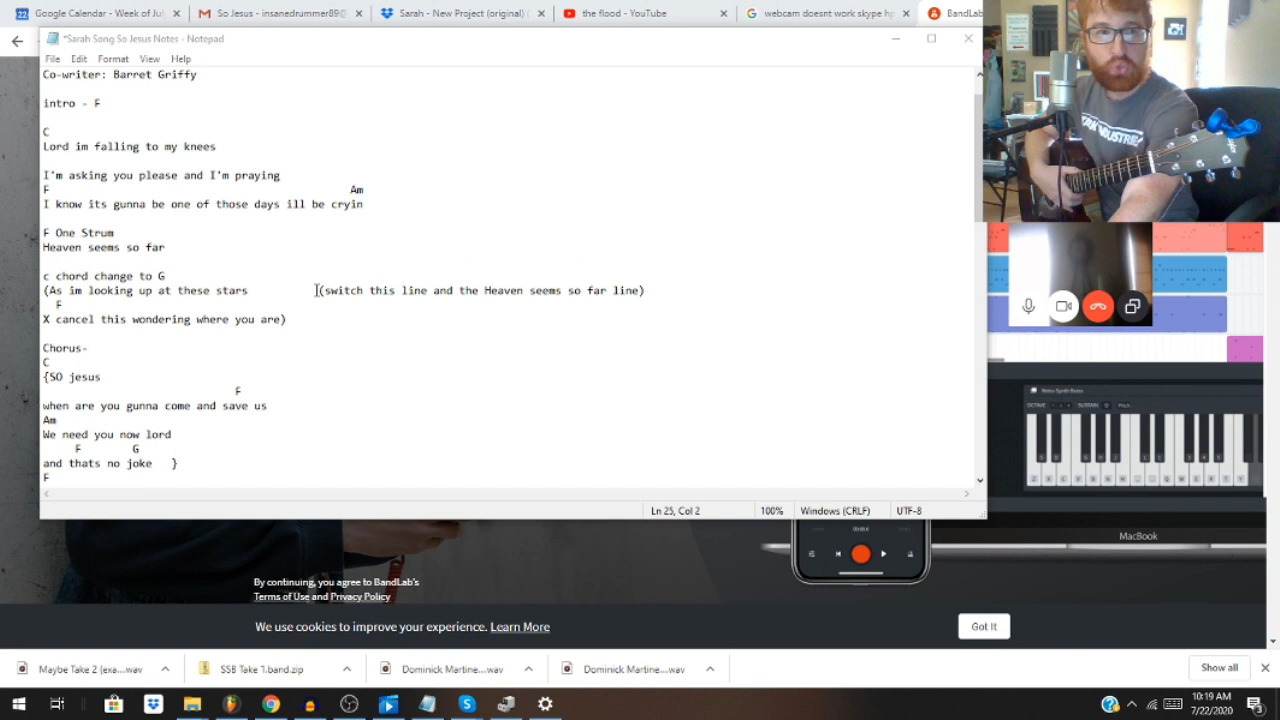 Google Calendar - Week of Jul
So Jesus - insanedrummer89@
Sarah - New Project (original) (
the flood - YouTube
webcam doesnt work skype hp
BandLab
*Sarah Song So Jesus Notes - Notepad
File Edit Format View Help
Co-writer: Barret Griffy
intro - F
C
Lord im falling to my knees
I'm asking you please and I'm praying
F Am
I know its gunna be one of those days ill be cryin
F One Strum
Heaven seems so far
c chord change to G
(As im looking up at these stars (switch this line and the Heaven seems so far line)
F
X cancel this wondering where you are)
Chorus-
C
{SO jesus
F
when are you gunna come and save us
Am
We need you now lord
F G
and thats no joke }
F
Ln 25, Col 2 100% Windows (CRLF) UTF-8
Retro Synth Brass
OCTAVE SUSTAIN Pitch
MacBook
By continuing, you agree to BandLab's
Terms of Use and Privacy Policy
We use cookies to improve your experience. Learn More
Got It
Maybe Take 2 (exa....wav
SSB Take 1.band.zip
Dominick Martine....wav
Dominick Martine....wav
Show all
10:19 AM
7/22/2020